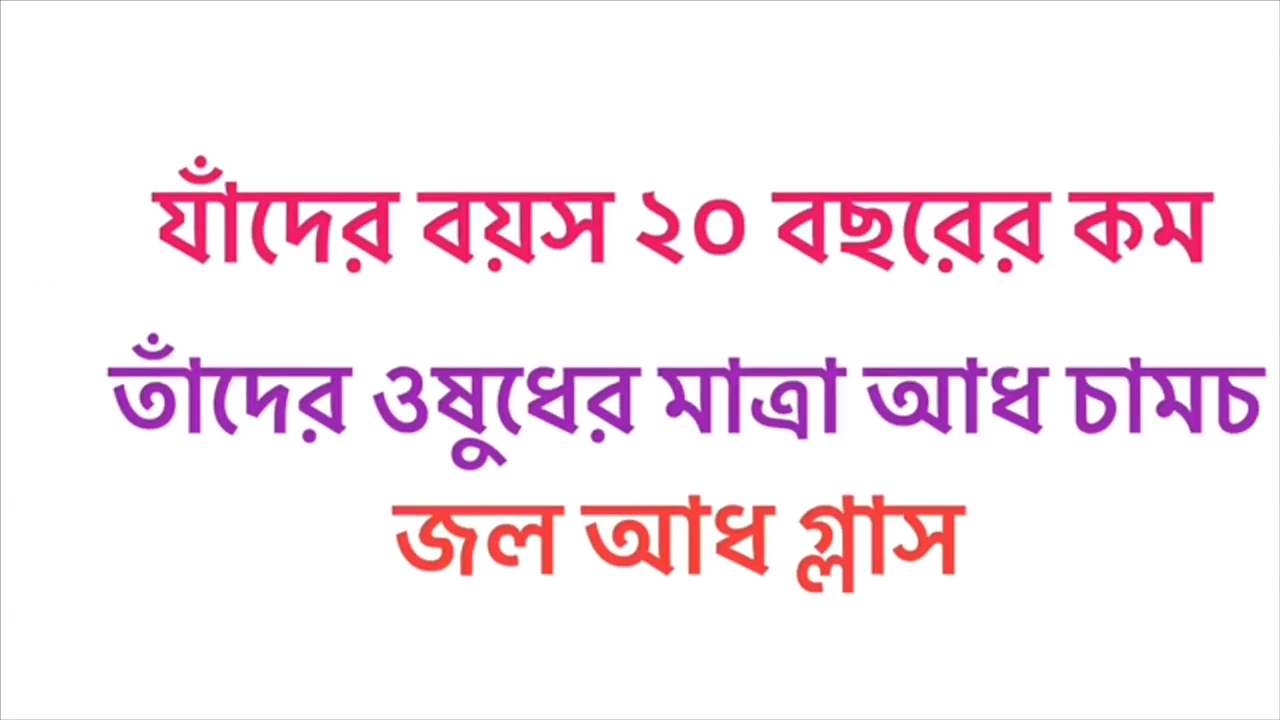 যাঁদের বয়স ২০ বছরের কম
তাঁদের ওষুধের মাত্রা আধ চামচ
জল আধ গ্লাস